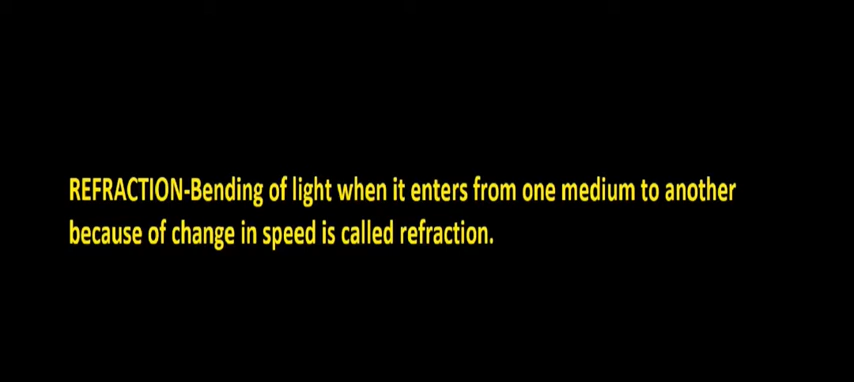 REFRACTION-Bending of light when it enters from one medium to another
because of change in speed is called refraction.